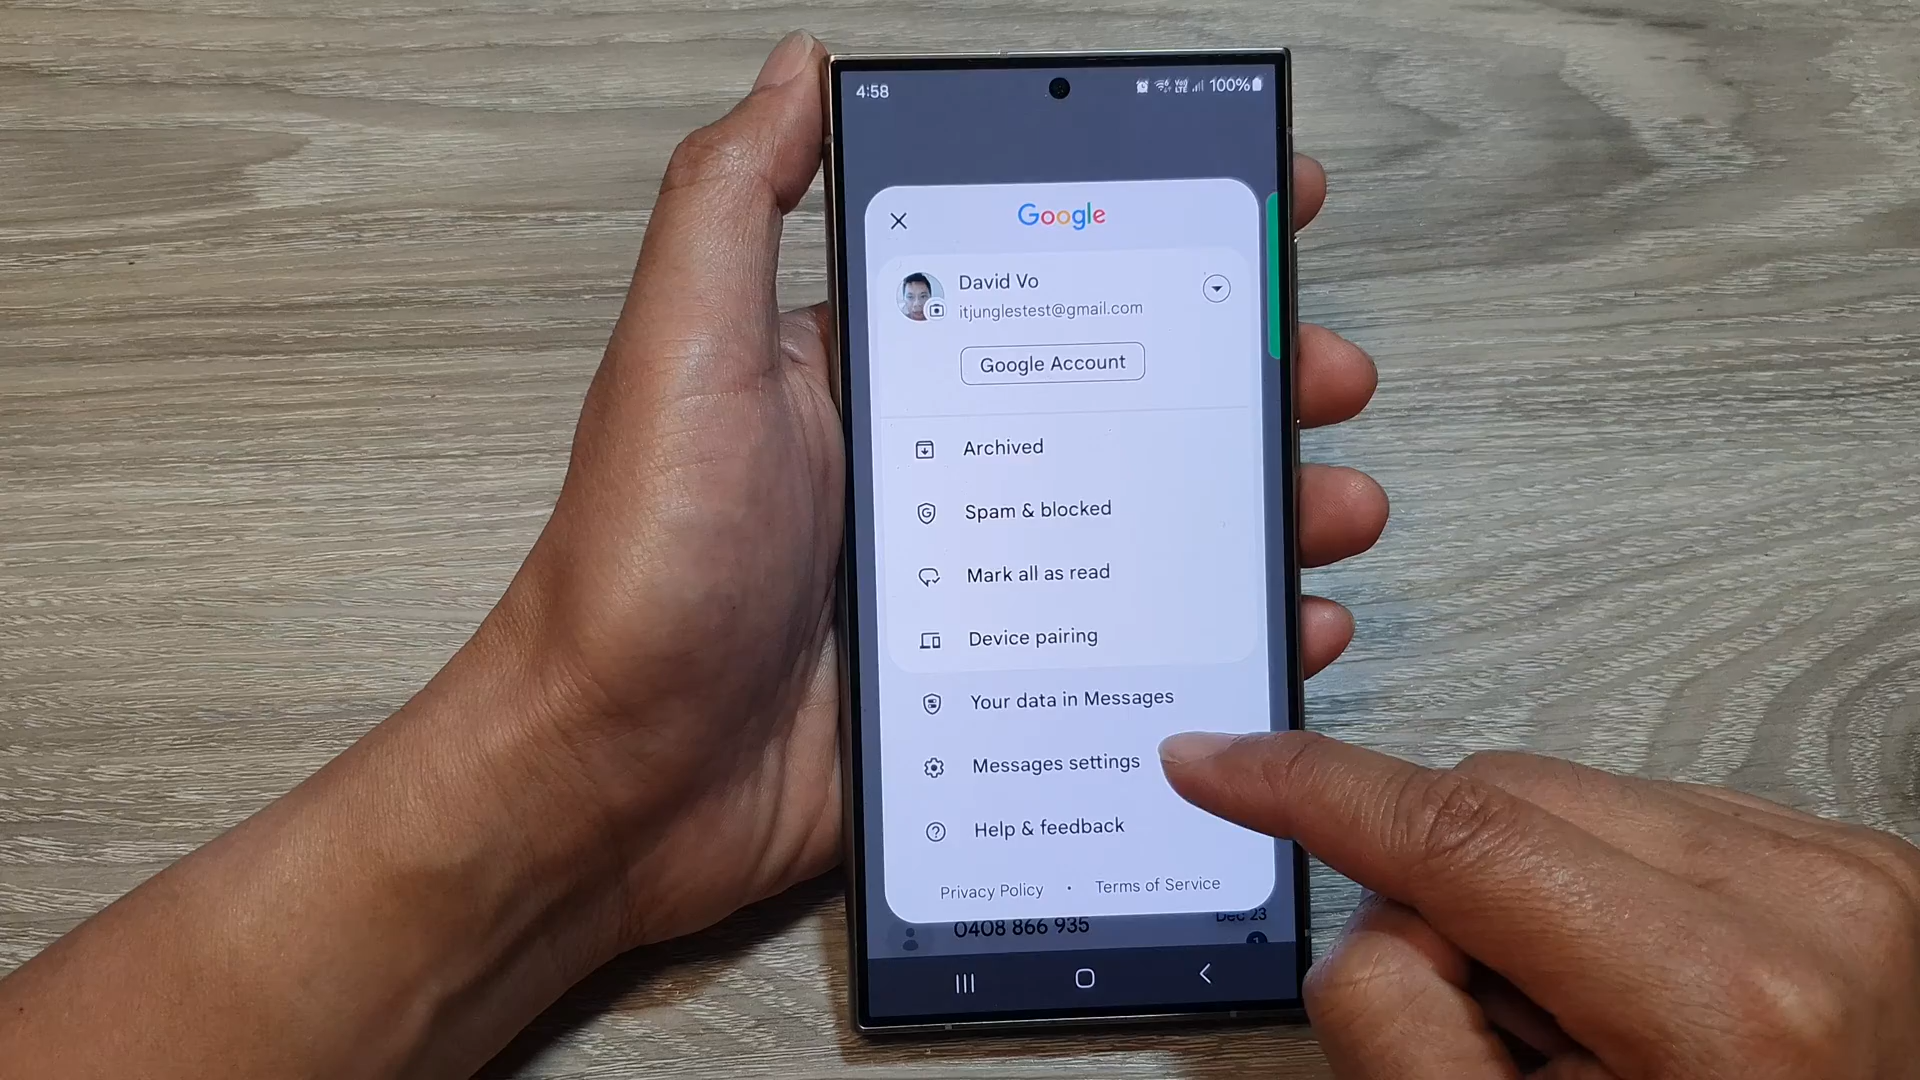 4:58
Vo)) LTE 100%
Google
David Vo
itjunglestest@gmail.com
Google Account
Archived
Spam & blocked
Mark all as read
Device pairing
Your data in Messages
Messages settings
Help & feedback
Privacy Policy • Terms of Service
0408 866 935 Dec 23